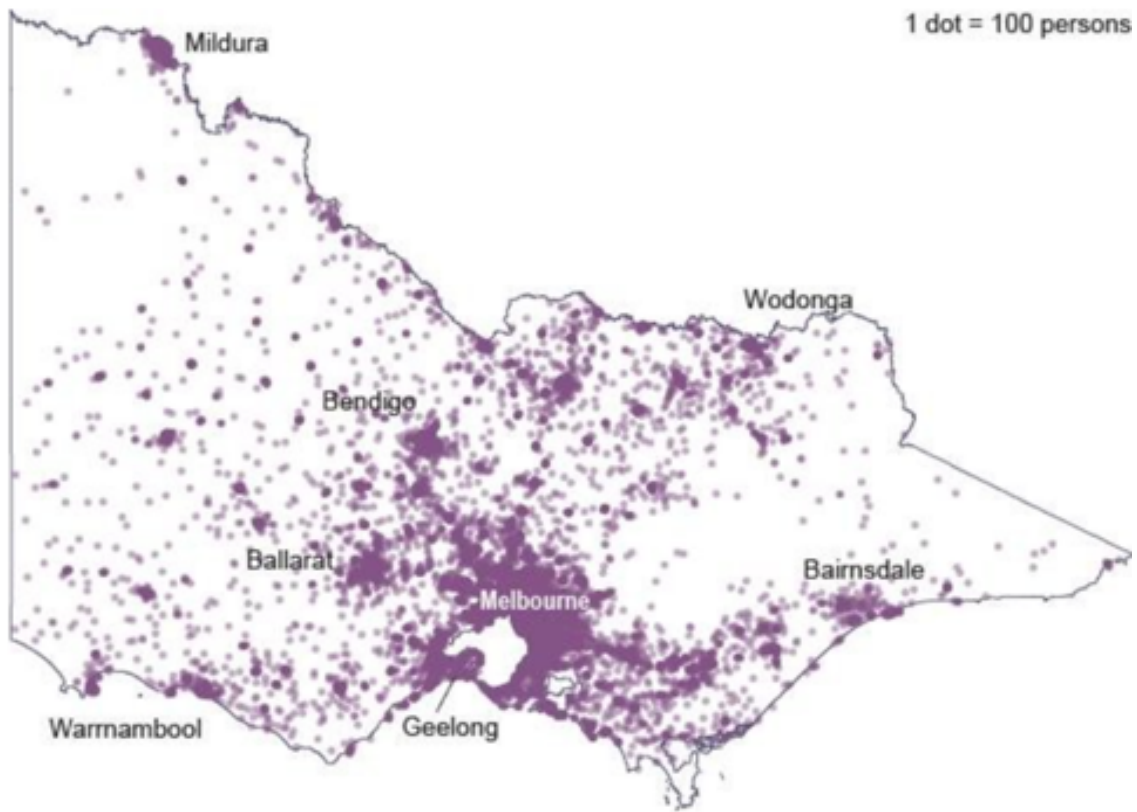 1 dot = 100 persons
Mildura
Wodonga
Bendigo
Ballarat
Bairnsdale
Melbourne
Warrnambool
Geelong